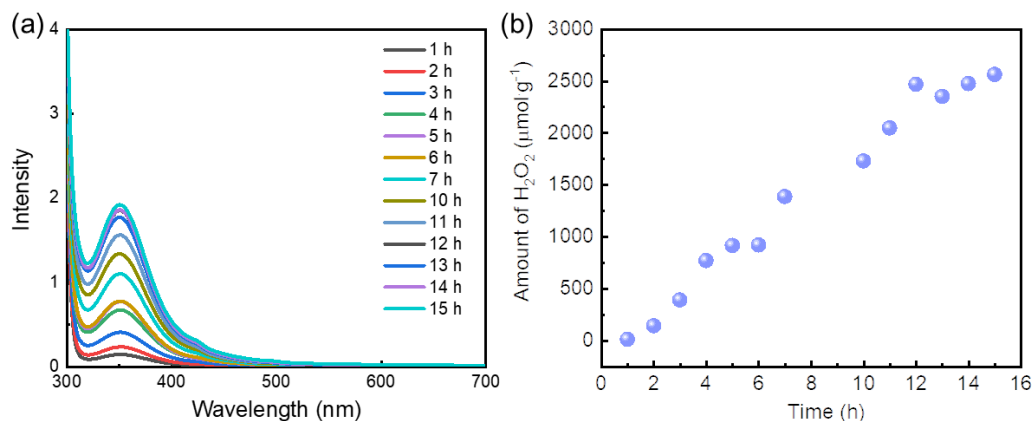 (a)
4
3
2
1
0
Intensity
300 400 500 600 700
Wavelength (nm)
1 h
2 h
3 h
4 h
5 h
6 h
7 h
10 h
11 h
12 h
13 h
14 h
15 h
(b)
3000
2500
2000
1500
1000
500
0
Amount of H₂O₂ (μmol·g⁻¹)
0 2 4 6 8 10 12 14 16
Time (h)